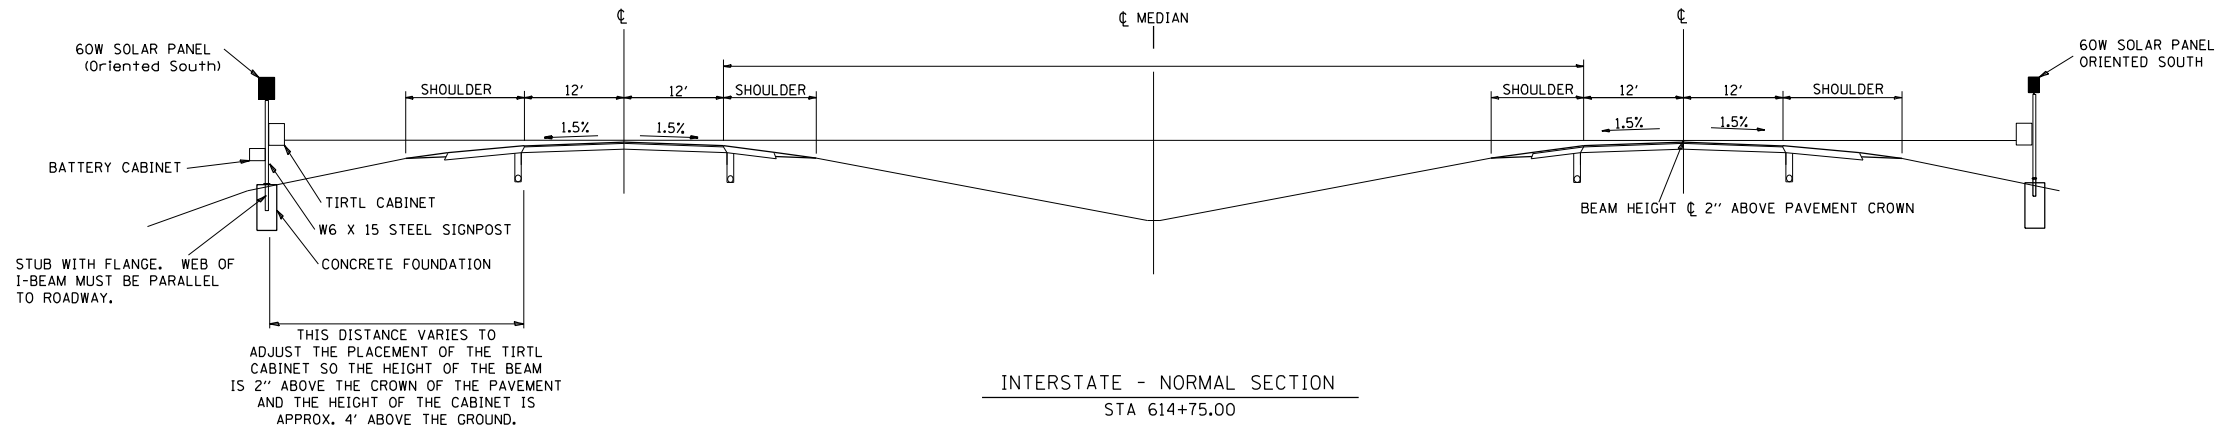 ℄
℄ MEDIAN
℄
60W SOLAR PANEL
(Oriented South)
60W SOLAR PANEL
ORIENTED SOUTH
SHOULDER
12'
12'
SHOULDER
SHOULDER
12'
12'
SHOULDER
1.5%
1.5%
1.5%
1.5%
BATTERY CABINET
TIRTL CABINET
W6 X 15 STEEL SIGNPOST
CONCRETE FOUNDATION
BEAM HEIGHT ℄ 2'' ABOVE PAVEMENT CROWN
STUB WITH FLANGE. WEB OF
I-BEAM MUST BE PARALLEL
TO ROADWAY.
THIS DISTANCE VARIES TO
ADJUST THE PLACEMENT OF THE TIRTL
CABINET SO THE HEIGHT OF THE BEAM
IS 2'' ABOVE THE CROWN OF THE PAVEMENT
AND THE HEIGHT OF THE CABINET IS
APPROX. 4' ABOVE THE GROUND.
INTERSTATE - NORMAL SECTION
STA 614+75.00